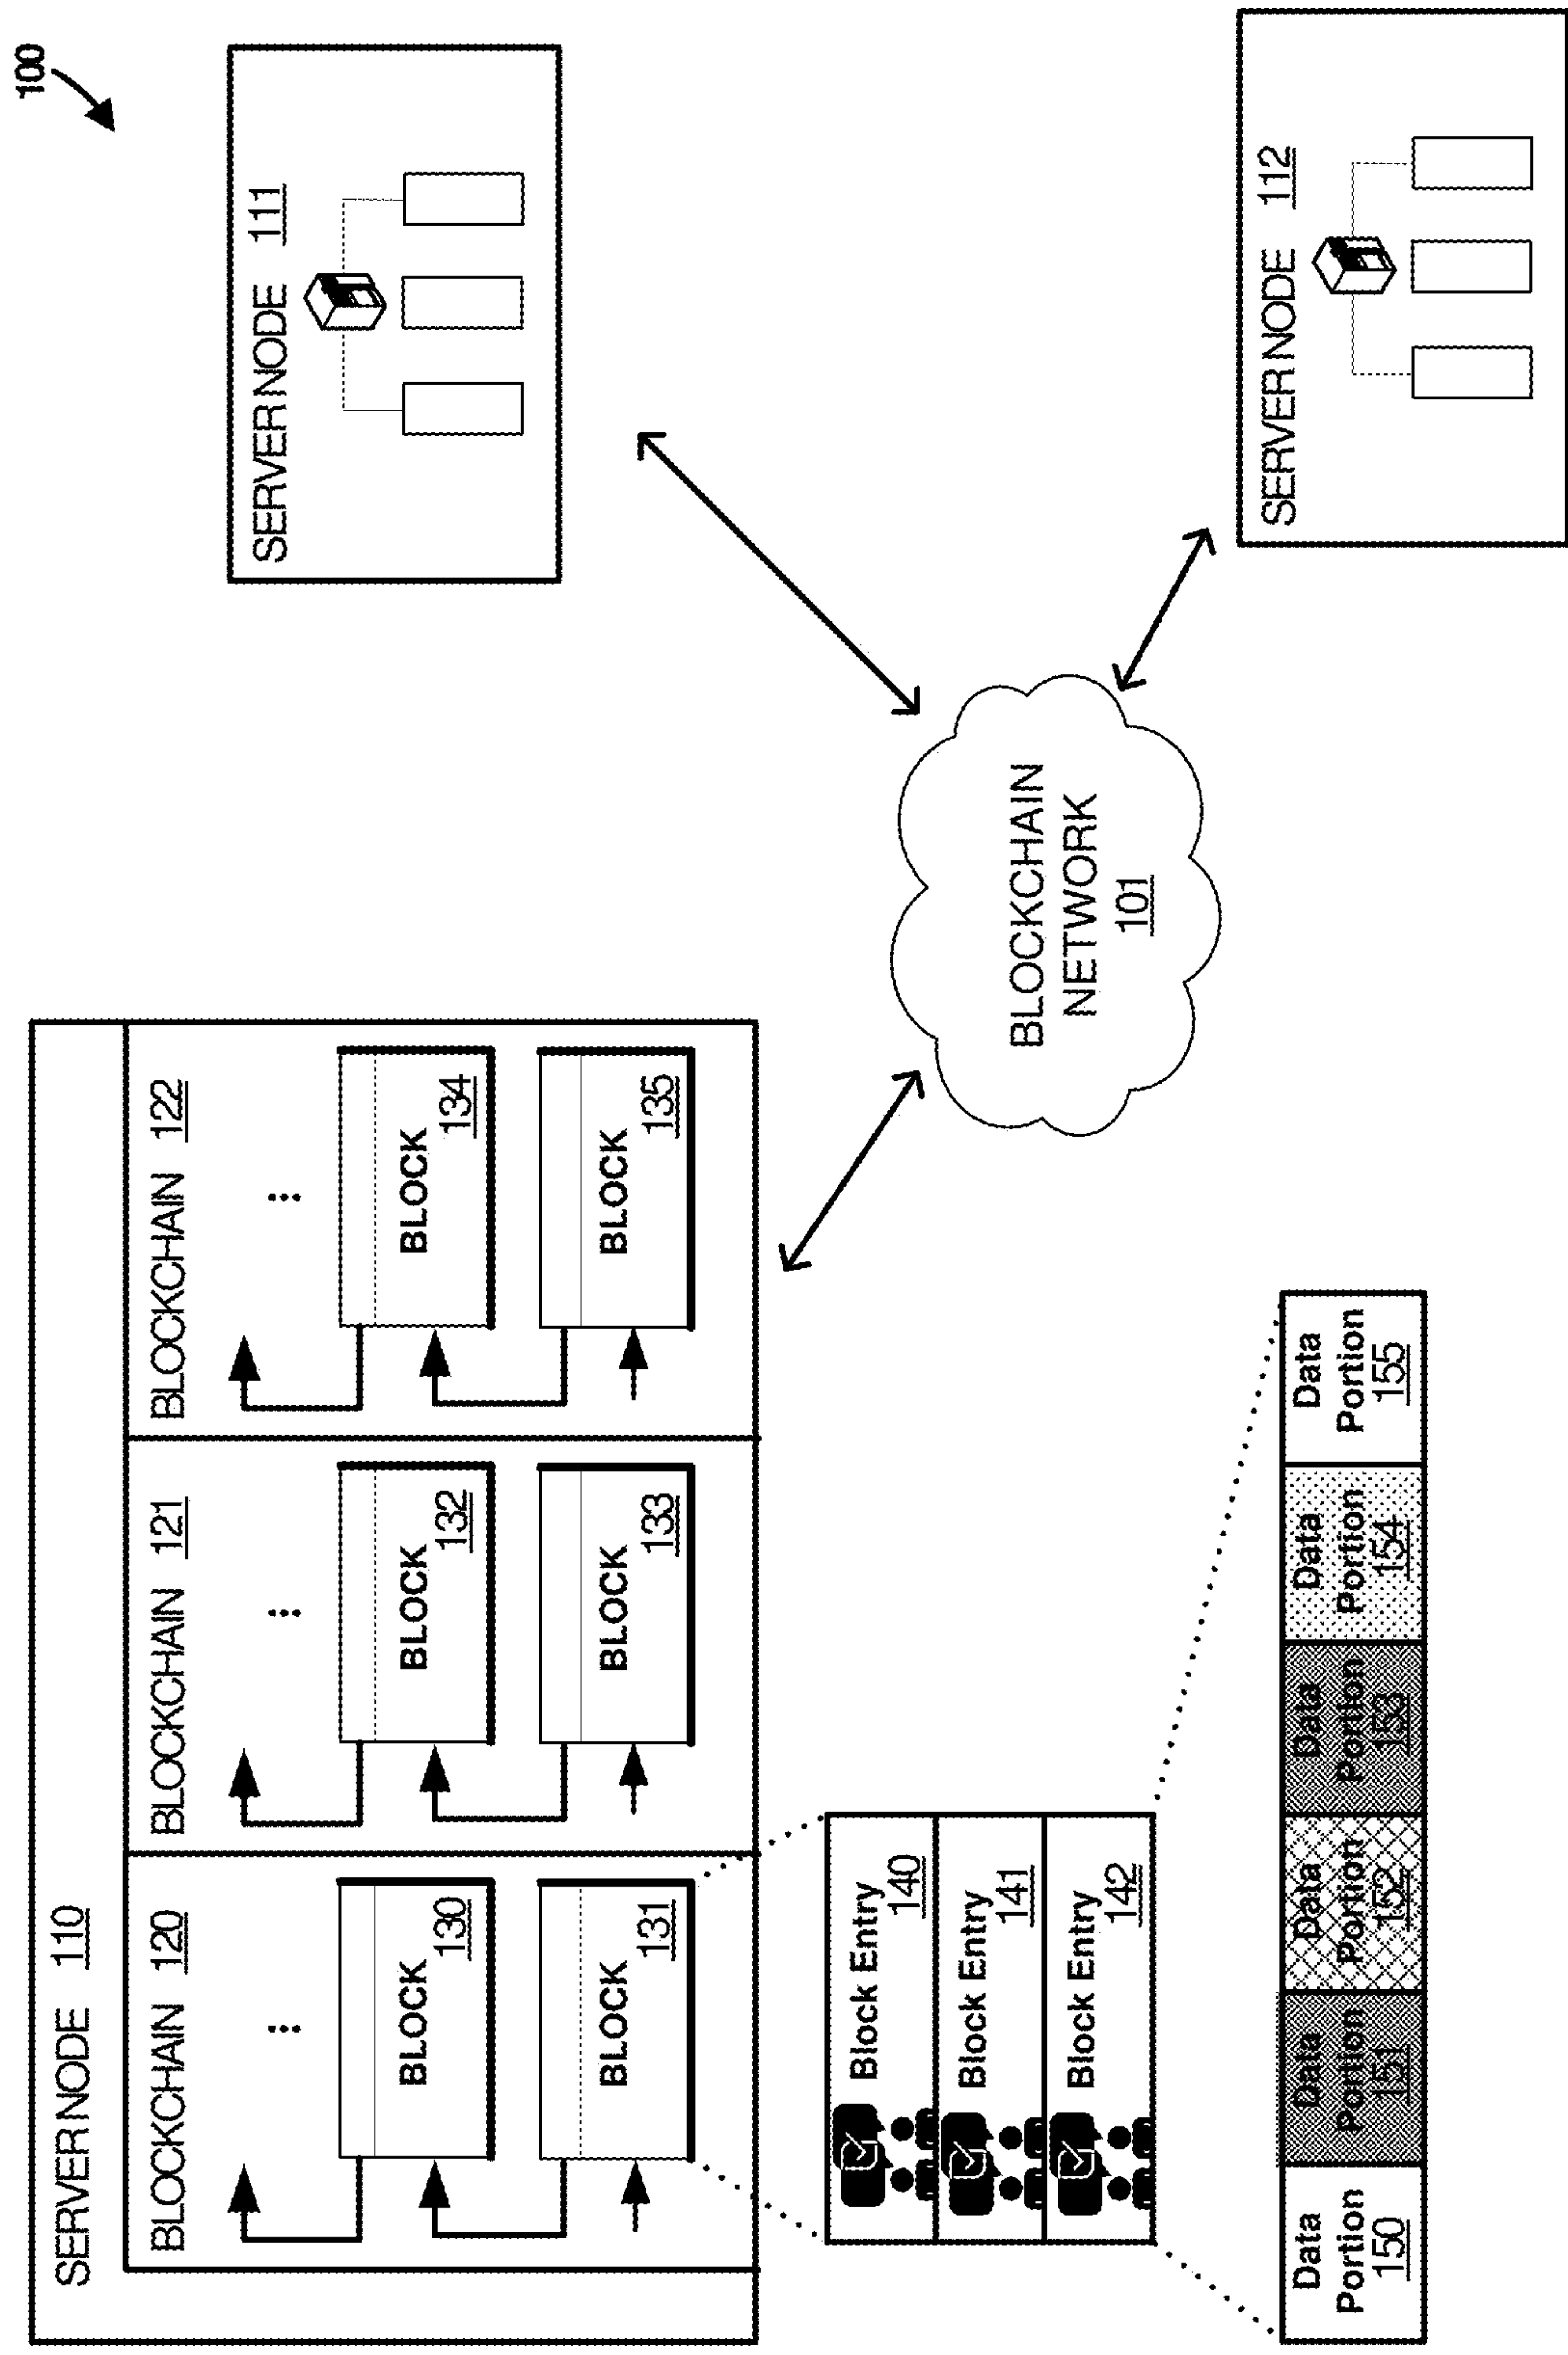 100
SERVER NODE 110
BLOCKCHAIN 120
BLOCK
130
BLOCK
131
BLOCKCHAIN 121
BLOCK
132
BLOCK
133
BLOCKCHAIN 122
BLOCK
134
BLOCK
135
SERVER NODE 111
BLOCKCHAIN
NETWORK
101
SERVER NODE 112
Block Entry
140
Block Entry
141
Block Entry
142
Data
Portion
150
Data
Portion
151
Data
Portion
152
Data
Portion
153
Data
Portion
154
Data
Portion
155